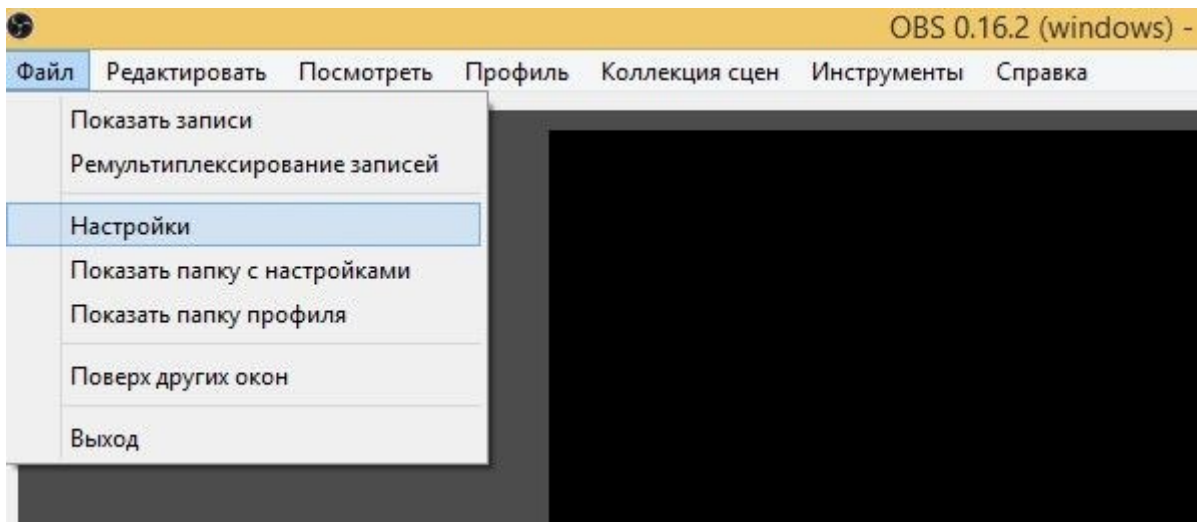 OBS 0.16.2 (windows) -
Файл Редактировать Посмотреть Профиль Коллекция сцен Инструменты Справка
Показать записи
Ремультиплексирование записей
Настройки
Показать папку с настройками
Показать папку профиля
Поверх других окон
Выход